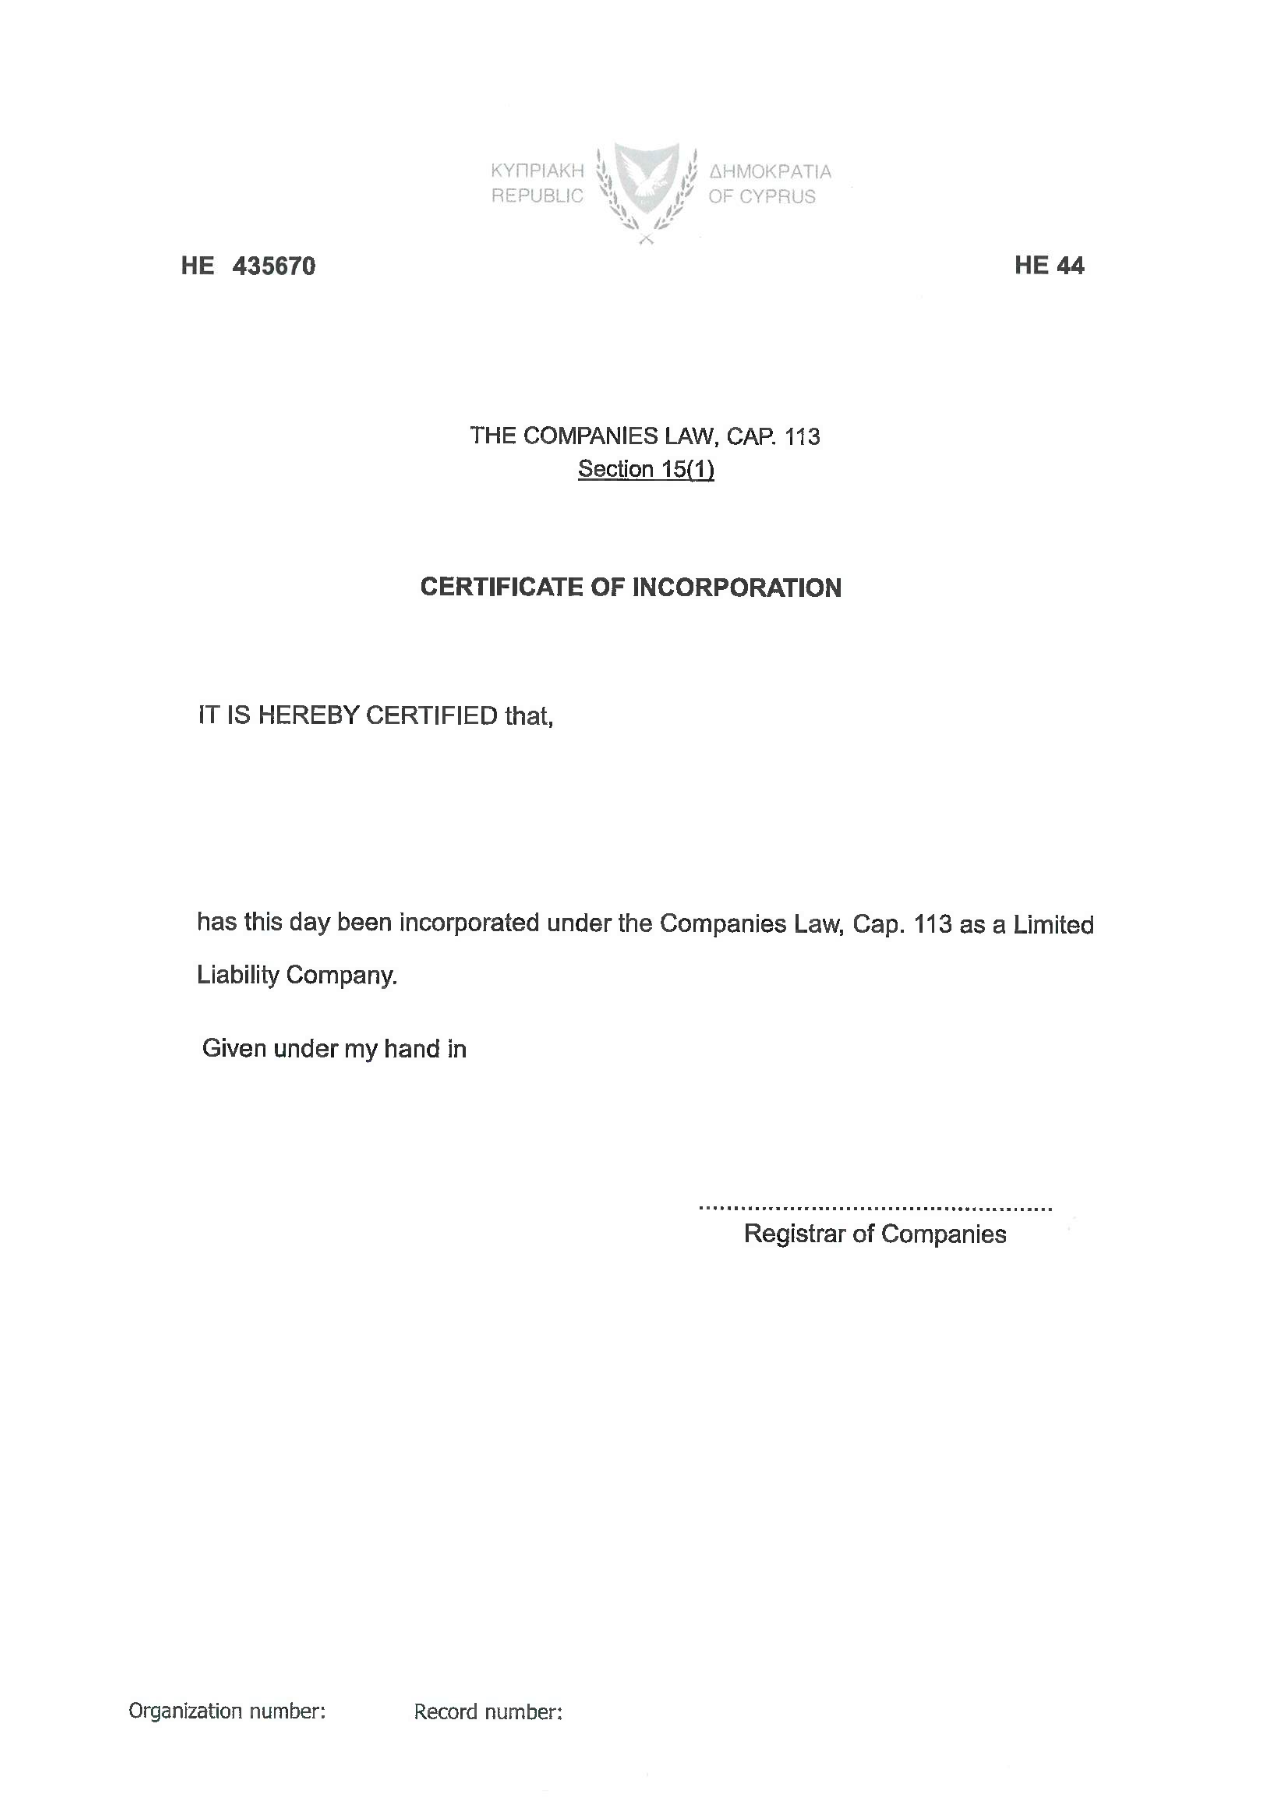 ΚΥΠΡΙΑΚΗ ΔΗΜΟΚΡΑΤΙΑ
REPUBLIC OF CYPRUS
HE 435670 HE 44
THE COMPANIES LAW, CAP. 113
Section 15(1)
CERTIFICATE OF INCORPORATION
IT IS HEREBY CERTIFIED that,
has this day been incorporated under the Companies Law, Cap. 113 as a Limited
Liability Company.
Given under my hand in
Registrar of Companies
Organization number: Record number: